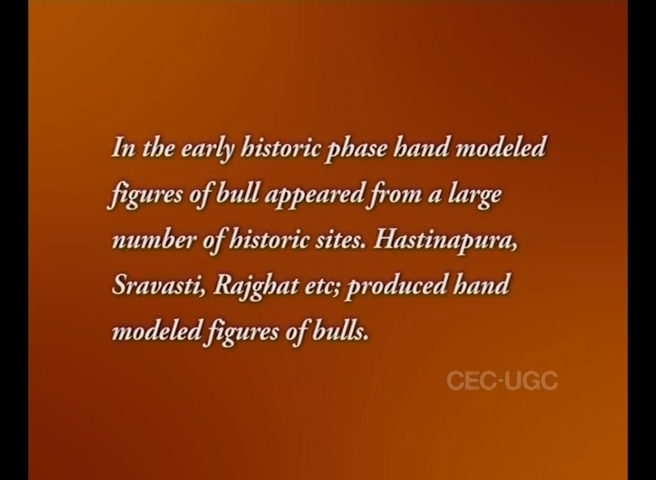 In the early historic phase hand modeled
figures of bull appeared from a large
number of historic sites. Hastinapura,
Sravasti, Rajghat etc; produced hand
modeled figures of bulls.
CEC-UGC